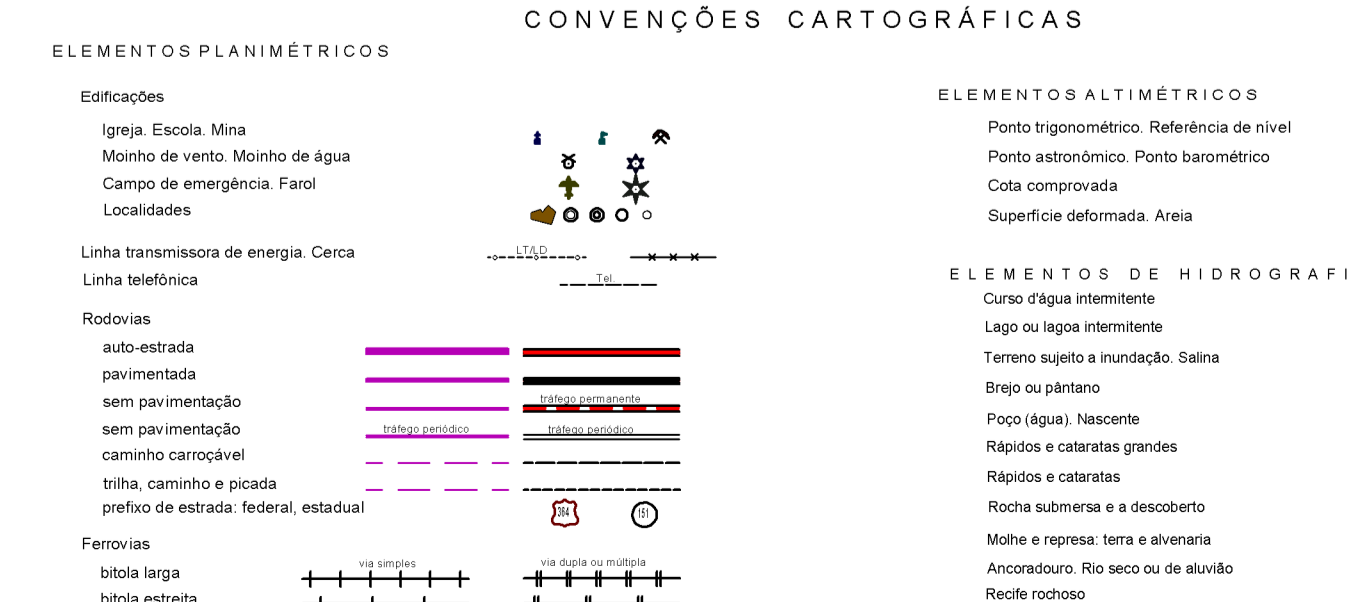 CONVENÇÕES CARTOGRÁFICAS
ELEMENTOS PLANIMÉTRICOS
Edificações
Igreja. Escola. Mina
Moinho de vento. Moinho de água
Campo de emergência. Farol
Localidades
Linha transmissora de energia. Cerca
LT/LD
Linha telefônica
Tel.
Rodovias
auto-estrada
pavimentada
sem pavimentação
tráfego permanente
sem pavimentação
tráfego periódico
tráfego periódico
caminho carroçável
trilha, caminho e picada
prefixo de estrada: federal, estadual
364
151
Ferrovias
bitola larga
via simples
via dupla ou múltipla
bitola estreita
ELEMENTOS ALTIMÉTRICOS
Ponto trigonométrico. Referência de nível
Ponto astronômico. Ponto barométrico
Cota comprovada
Superfície deformada. Areia
ELEMENTOS DE HIDROGRAFI
Curso d'água intermitente
Lago ou lagoa intermitente
Terreno sujeito a inundação. Salina
Brejo ou pântano
Poço (água). Nascente
Rápidos e cataratas grandes
Rápidos e cataratas
Rocha submersa e a descoberto
Molhe e represa: terra e alvenaria
Ancoradouro. Rio seco ou de aluvião
Recife rochoso